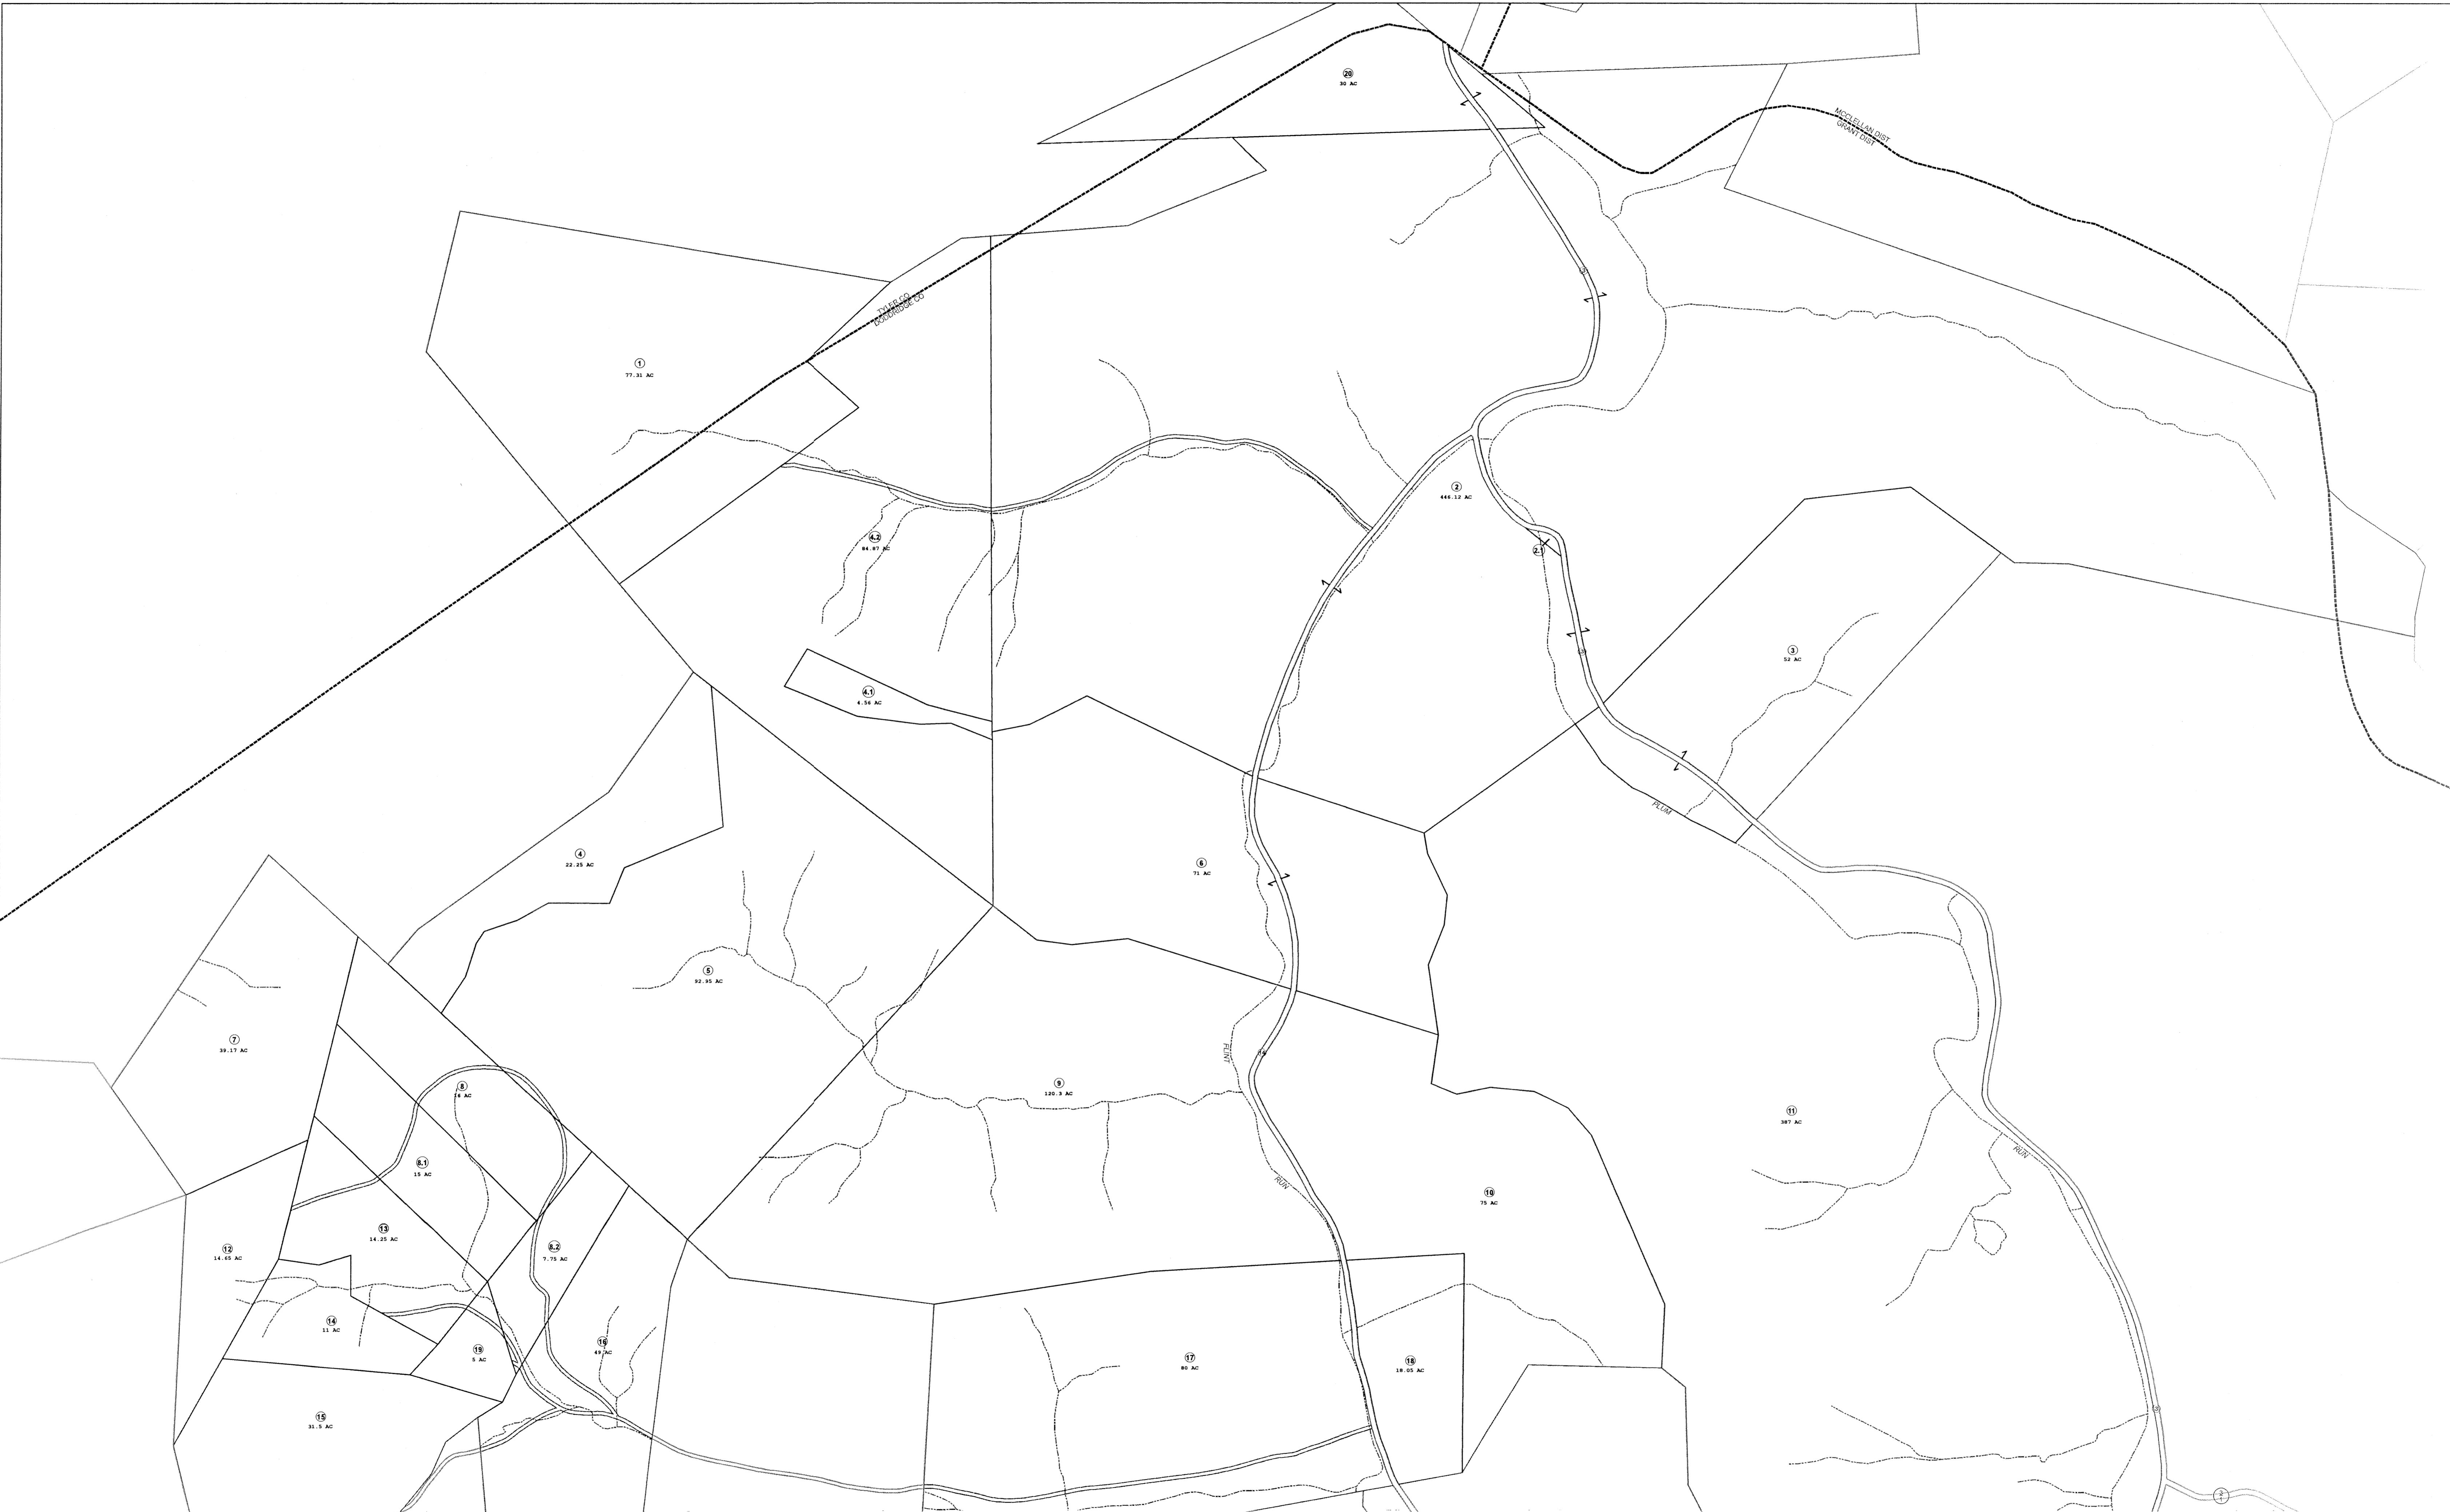 20
30 AC
MCCLELLAN DIST
GRANT DIST
TYLER CO
DODDRIDGE CO
1
77.31 AC
2
446.12 AC
4.2
84.87 AC
2.1
3
52 AC
4.1
4.56 AC
PLUM
4
22.25 AC
6
71 AC
5
92.95 AC
7
39.17 AC
FLINT
14
8
16 AC
9
120.3 AC
11
387 AC
RUN
8.1
15 AC
RUN
10
75 AC
13
14.25 AC
12
14.65 AC
8.2
7.75 AC
14
11 AC
19
5 AC
16
49 AC
17
80 AC
18
18.05 AC
15
31.5 AC
3